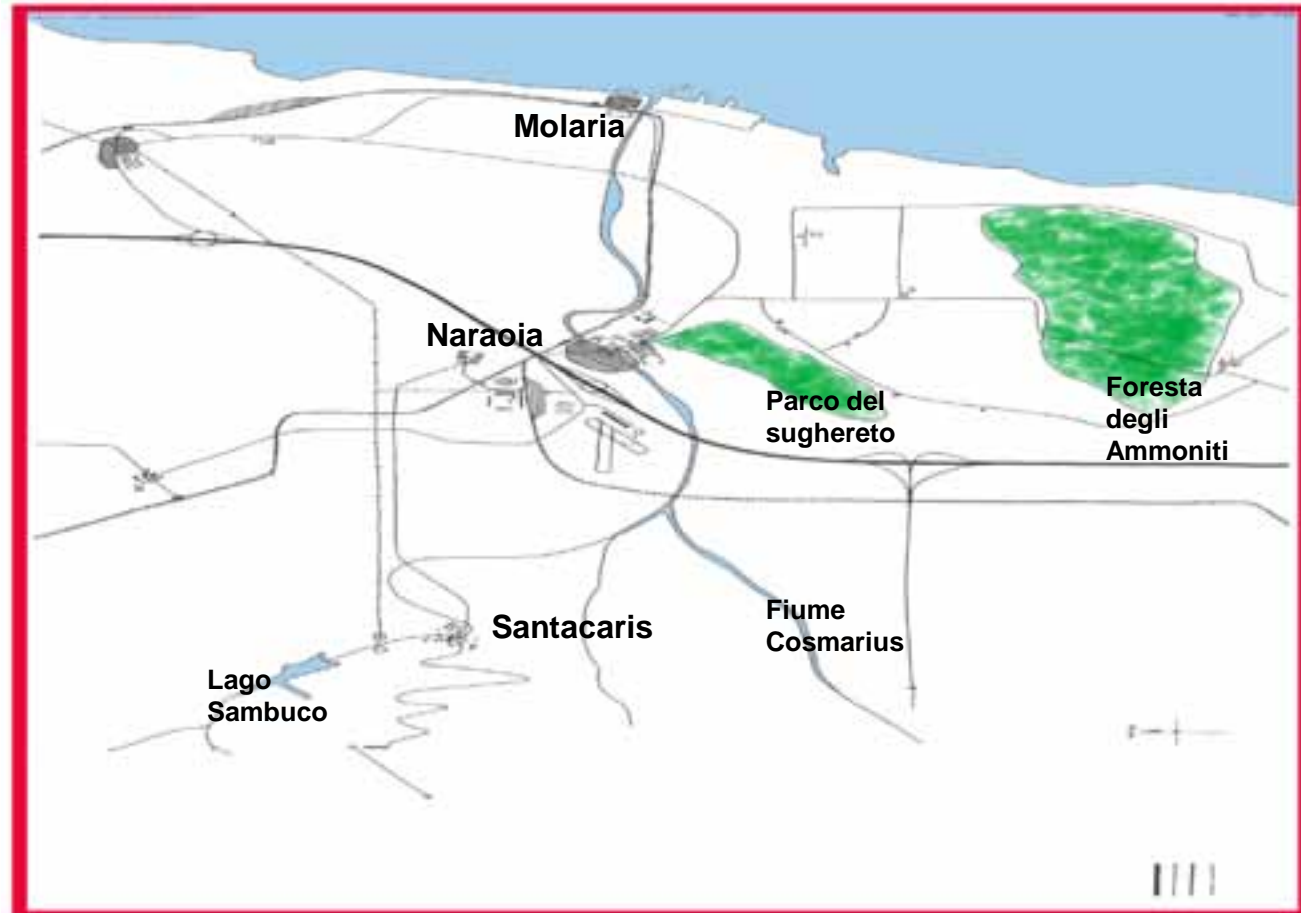 Molaria
Naraoia
Parco del
sughereto
Foresta
degli
Ammoniti
Santacaris
Fiume
Cosmarius
Lago
Sambuco